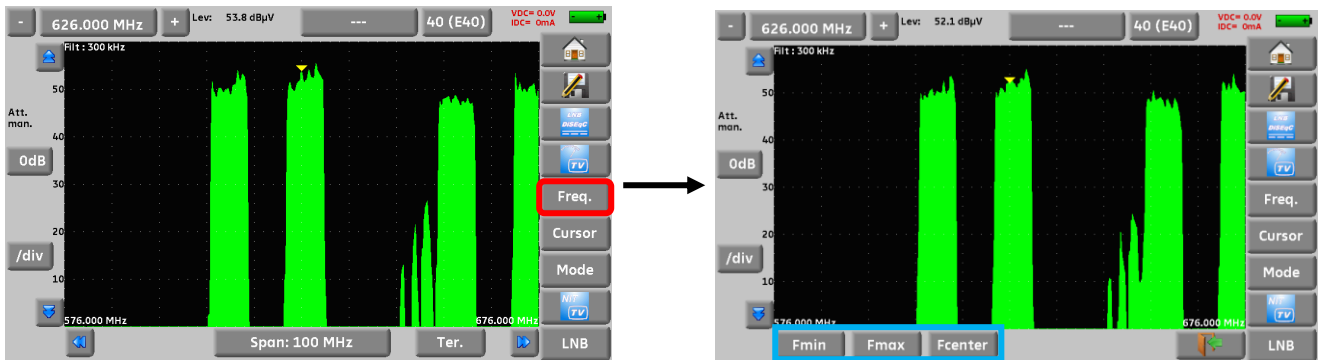 - 626.000 MHz + Lev: 53.8 dBµV --- 40 (E40) VDC= 0.0V
IDC= 0mA
Filt : 300 kHz
50
LNB
DiSEqC
Att.
man.
40
0dB
TV
30
Freq.
20
Cursor
/div
Mode
10
NIT
TV
576.000 MHz 676.000 MHz
Span: 100 MHz Ter. LNB
- 626.000 MHz + Lev: 52.1 dBµV --- 40 (E40) VDC= 0.0V
IDC= 0mA
Filt : 300 kHz
50
LNB
DiSEqC
Att.
man.
40
0dB
TV
30
Freq.
20
Cursor
/div
Mode
10
NIT
TV
576.000 MHz 676.000 MHz
Fmin Fmax Fcenter LNB